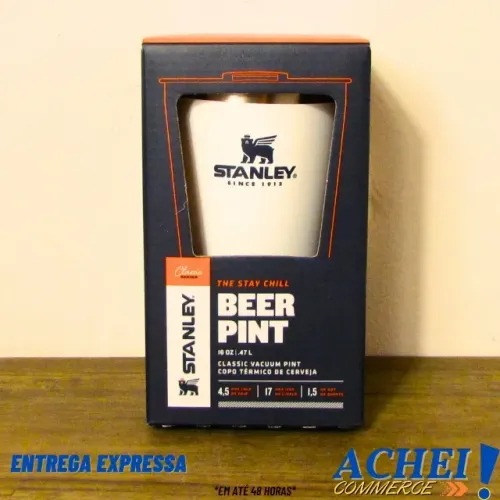 STANLEY
SINCE 1913
Classic
STANLEY
THE STAY CHILL
BEER
PINT
16 OZ | .47 L
CLASSIC VACUUM PINT
COPO TÉRMICO DE CERVEJA
4,5
17
1,5
ENTREGA EXPRESSA
*EM ATÉ 48 HORAS*
ACHEI!
COMMERCE